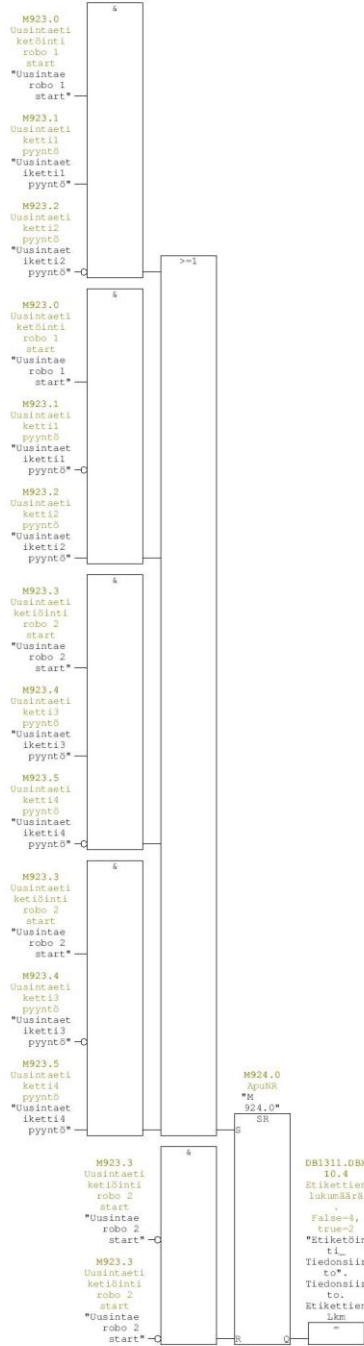 &
M923.0
Uusintaeti
ketöinti
robo 1
start
"Uusintae
robo 1
start"
M923.1
Uusintaeti
ketti1
pyyntö
"Uusintaet
iketti1
pyyntö"
M923.2
Uusintaeti
ketti2
pyyntö
"Uusintaet
iketti2
pyyntö"
>=1
&
M923.0
Uusintaeti
ketöinti
robo 1
start
"Uusintae
robo 1
start"
M923.1
Uusintaeti
ketti1
pyyntö
"Uusintaet
iketti1
pyyntö"
M923.2
Uusintaeti
ketti2
pyyntö
"Uusintaet
iketti2
pyyntö"
&
M923.3
Uusintaeti
ketiöinti
robo 2
start
"Uusintae
robo 2
start"
M923.4
Uusintaeti
ketti3
pyyntö
"Uusintaet
iketti3
pyyntö"
M923.5
Uusintaeti
ketti4
pyyntö
"Uusintaet
iketti4
pyyntö"
&
M923.3
Uusintaeti
ketiöinti
robo 2
start
"Uusintae
robo 2
start"
M923.4
Uusintaeti
ketti3
pyyntö
"Uusintaet
iketti3
pyyntö"
M923.5
Uusintaeti
ketti4
pyyntö
"Uusintaet
iketti4
pyyntö"
M924.0
ApuNR
"M
924.0"
SR
S
&
M923.3
Uusintaeti
ketiöinti
robo 2
start
"Uusintae
robo 2
start"
M923.3
Uusintaeti
ketiöinti
robo 2
start
"Uusintae
robo 2
start"
R
Q
DB1311.DBX
10.4
Etikettien
lukumäärä
.
False=4,
true=2
"Etiketöin
ti_
Tiedonsiir
to".
Tiedonsiir
to.
Etikettien
Lkm
=